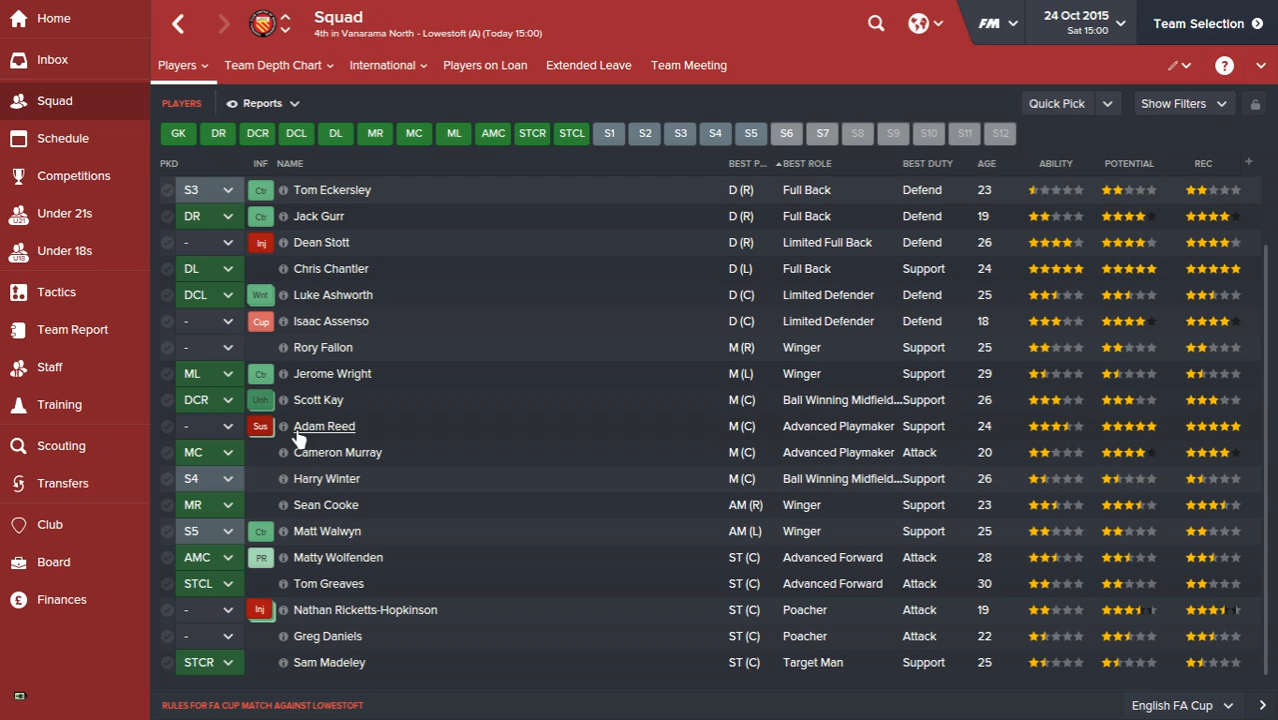 Home
Inbox
Squad
Schedule
Competitions
Under 21s
Under 18s
Tactics
Team Report
Staff
Training
Scouting
Transfers
Club
Board
Finances
Squad
4th in Vanarama North - Lowestoft (A) (Today 15:00)
FM
24 Oct 2015
Sat 15:00
Team Selection
Players Team Depth Chart International Players on Loan Extended Leave Team Meeting
PLAYERS Reports Quick Pick Show Filters
GK DR DCR DCL DL MR MC ML AMC STCR STCL S1 S2 S3 S4 S5 S6 S7 S8 S9 S10 S11 S12
PKD INF NAME BEST P... BEST ROLE BEST DUTY AGE ABILITY POTENTIAL REC +
S3 Ctr Tom Eckersley D (R) Full Back Defend 23
DR Ctr Jack Gurr D (R) Full Back Defend 19
- Inj Dean Stott D (R) Limited Full Back Defend 26
DL Chris Chantler D (L) Full Back Support 24
DCL Wnt Luke Ashworth D (C) Limited Defender Defend 25
- Cup Isaac Assenso D (C) Limited Defender Defend 18
- Rory Fallon M (R) Winger Support 25
ML Ctr Jerome Wright M (L) Winger Support 29
DCR Unh Scott Kay M (C) Ball Winning Midfield... Support 26
- Sus Adam Reed M (C) Advanced Playmaker Support 24
MC Cameron Murray M (C) Advanced Playmaker Attack 20
S4 Harry Winter M (C) Ball Winning Midfield... Support 26
MR Sean Cooke AM (R) Winger Support 23
S5 Ctr Matt Walwyn AM (L) Winger Support 25
AMC PR Matty Wolfenden ST (C) Advanced Forward Attack 28
STCL Tom Greaves ST (C) Advanced Forward Attack 30
- Inj Nathan Ricketts-Hopkinson ST (C) Poacher Attack 19
- Greg Daniels ST (C) Poacher Attack 22
STCR Sam Madeley ST (C) Target Man Support 25
RULES FOR FA CUP MATCH AGAINST LOWESTOFT English FA Cup